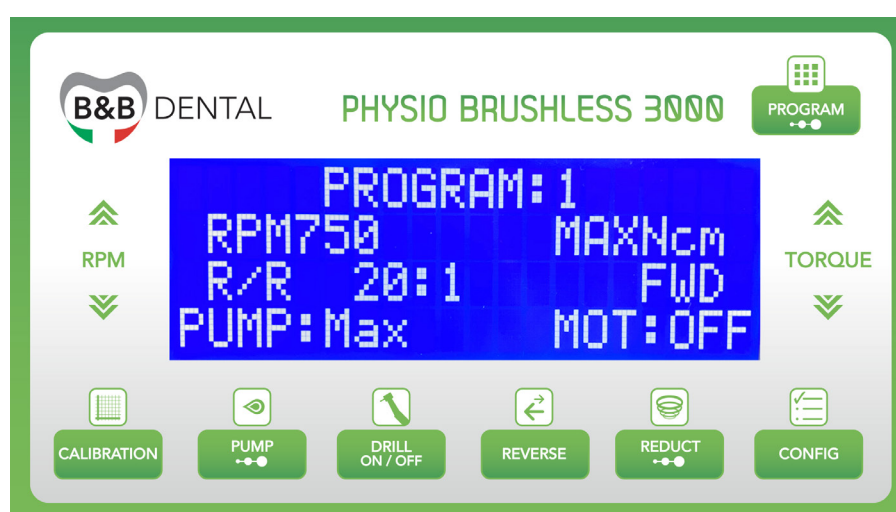 B&B DENTAL
PHYSIO BRUSHLESS 3000
PROGRAM
PROGRAM:1
RPM750 MAXNcm
R/R 20:1 FWD
PUMP:Max MOT:OFF
RPM
TORQUE
CALIBRATION
PUMP
DRILL
ON / OFF
REVERSE
REDUCT
CONFIG